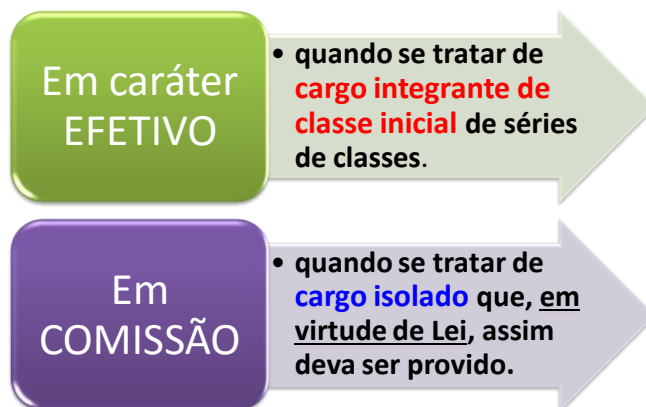 Em caráter
EFETIVO
• quando se tratar de
cargo integrante de
classe inicial de séries
de classes.
Em
COMISSÃO
• quando se tratar de
cargo isolado que, em
virtude de Lei, assim
deva ser provido.